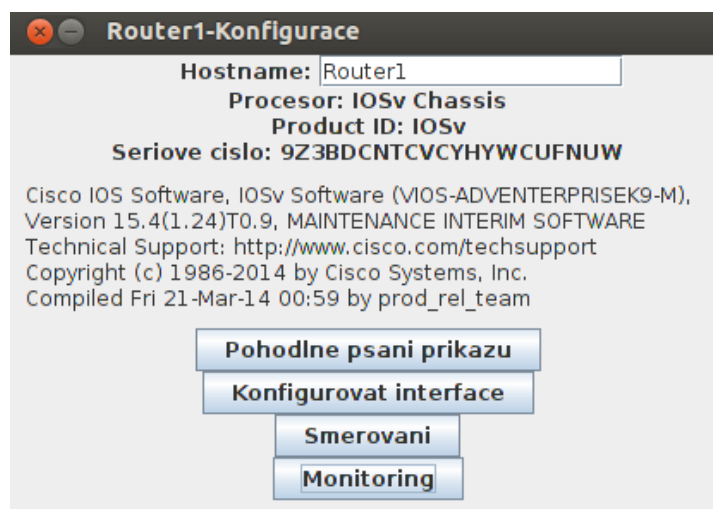 Router1-Konfigurace
Hostname: Router1
Procesor: IOSv Chassis
Product ID: IOSv
Seriove cislo: 9Z3BDCNTCVCYHYWCUFNUW
Cisco IOS Software, IOSv Software (VIOS-ADVENTERPRISEK9-M),
Version 15.4(1.24)T0.9, MAINTENANCE INTERIM SOFTWARE
Technical Support: http://www.cisco.com/techsupport
Copyright (c) 1986-2014 by Cisco Systems, Inc.
Compiled Fri 21-Mar-14 00:59 by prod_rel_team
Pohodlne psani prikazu
Konfigurovat interface
Smerovani
Monitoring